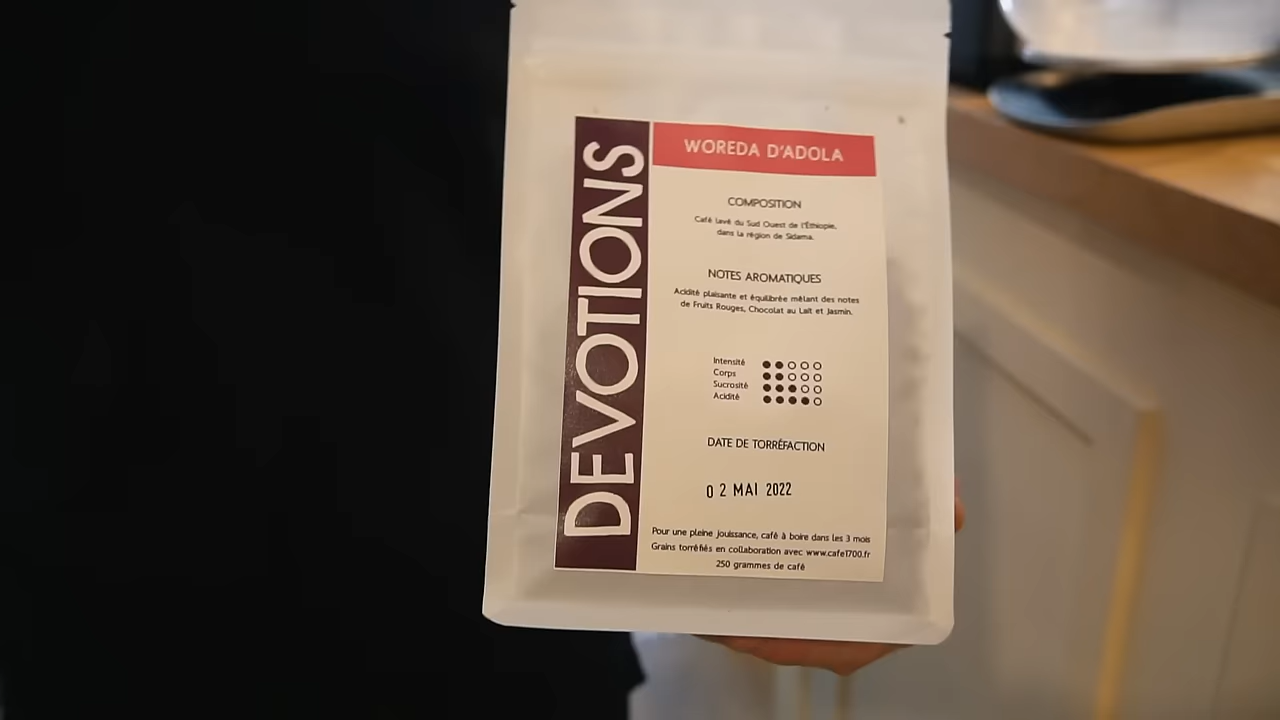 DEVOTIONS
WOREDA D'ADOLA
COMPOSITION
Café lavé du Sud Ouest de l'Éthiopie,
dans la région de Sidama.
NOTES AROMATIQUES
Acidité plaisante et équilibrée mêlant des notes
de Fruits Rouges, Chocolat au Lait et Jasmin.
Intensité
Corps
Sucrosité
Acidité
DATE DE TORRÉFACTION
02 MAI 2022
Pour une pleine jouissance, café à boire dans les 3 mois
Grains torréfiés en collaboration avec www.cafe1700.fr
250 grammes de café